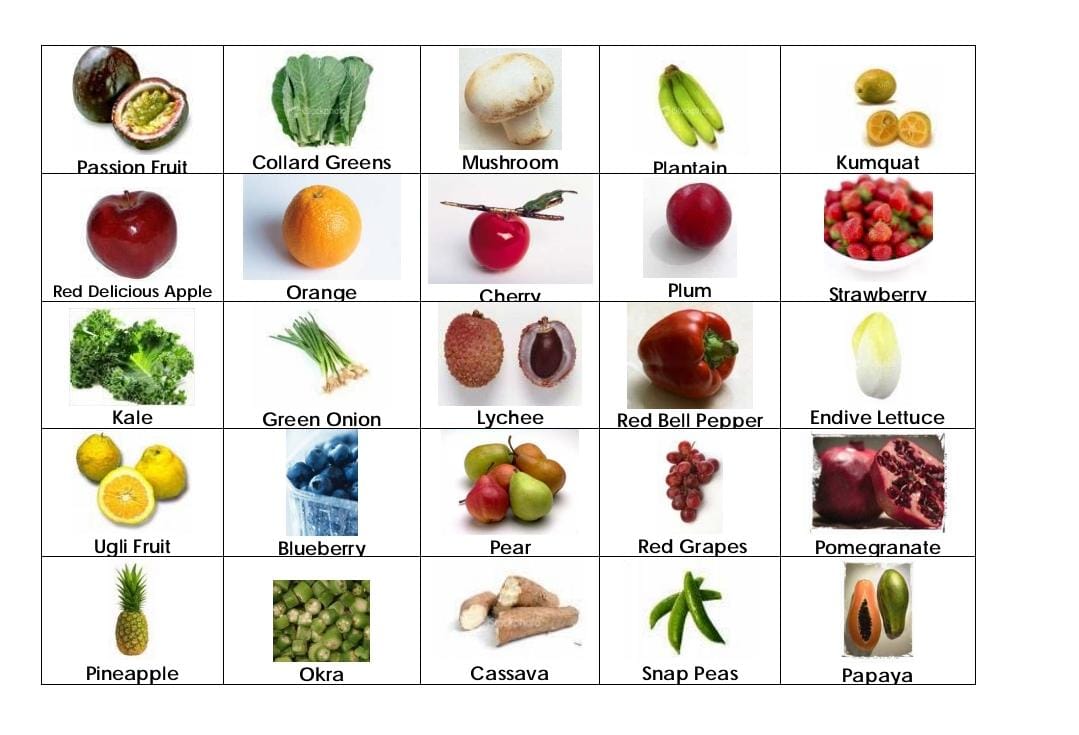 Passion Fruit
Collard Greens
Mushroom
Plantain
Kumquat
Red Delicious Apple
Orange
Cherry
Plum
Strawberry
Kale
Green Onion
Lychee
Red Bell Pepper
Endive Lettuce
Ugli Fruit
Blueberry
Pear
Red Grapes
Pomegranate
Pineapple
Okra
Cassava
Snap Peas
Papaya